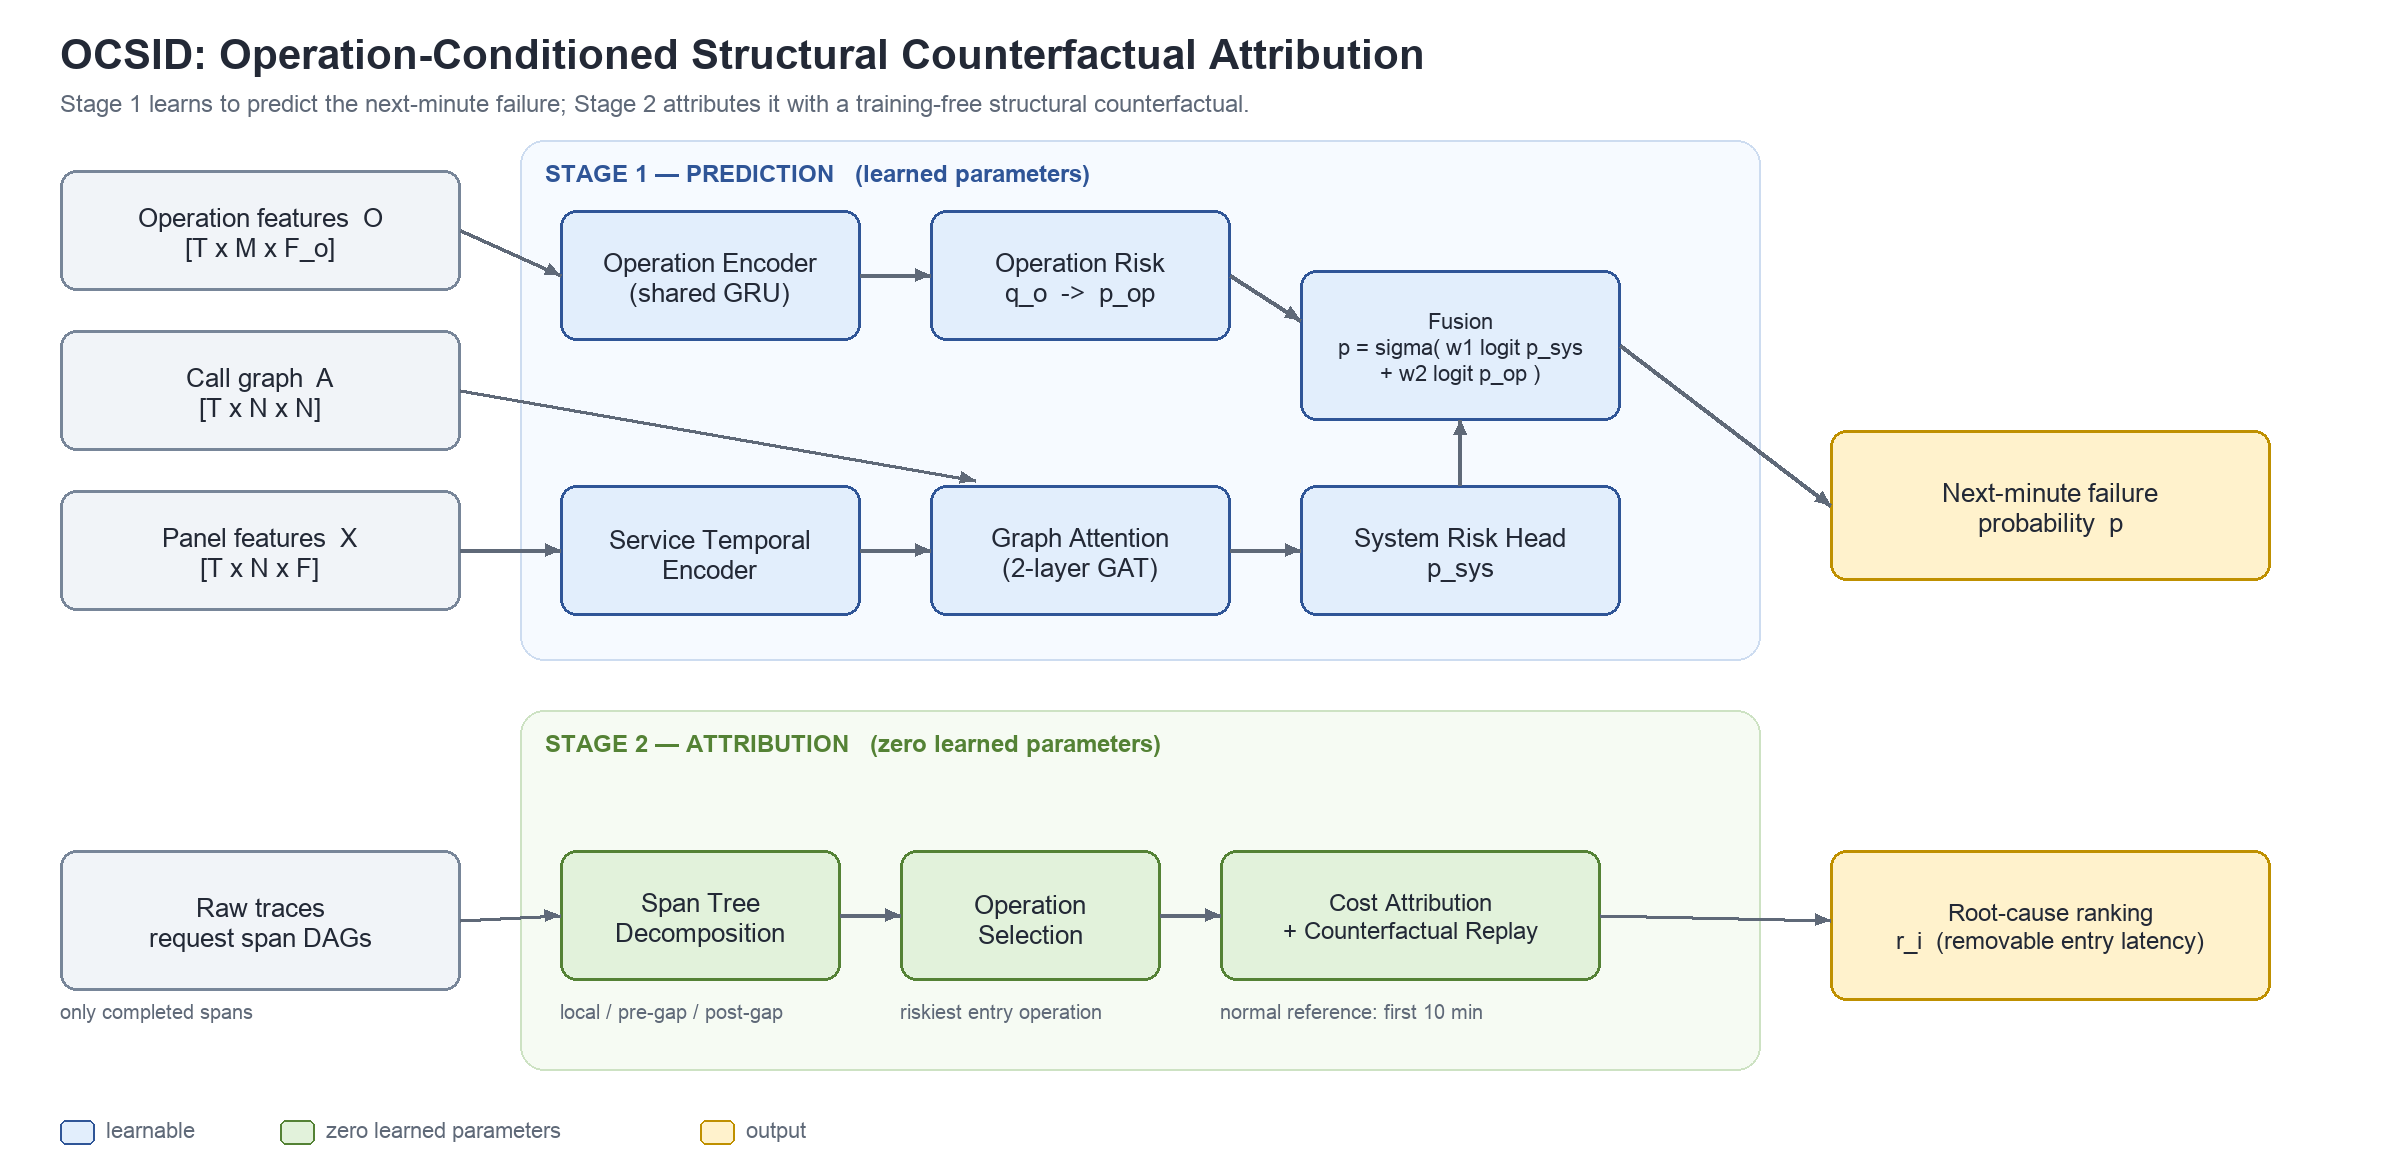 OCSID: Operation-Conditioned Structural Counterfactual Attribution
Stage 1 learns to predict the next-minute failure; Stage 2 attributes it with a training-free structural counterfactual.
STAGE 1 — PREDICTION (learned parameters)
Operation features O
[T x M x F_o]
Operation Encoder
(shared GRU)
Operation Risk
q_o -> p_op
Fusion
p = sigma( w1 logit p_sys
+ w2 logit p_op )
Call graph A
[T x N x N]
Panel features X
[T x N x F]
Service Temporal
Encoder
Graph Attention
(2-layer GAT)
System Risk Head
p_sys
Next-minute failure
probability p
STAGE 2 — ATTRIBUTION (zero learned parameters)
Raw traces
request span DAGs
only completed spans
Span Tree
Decomposition
local / pre-gap / post-gap
Operation
Selection
riskiest entry operation
Cost Attribution
+ Counterfactual Replay
normal reference: first 10 min
Root-cause ranking
r_i (removable entry latency)
learnable
zero learned parameters
output